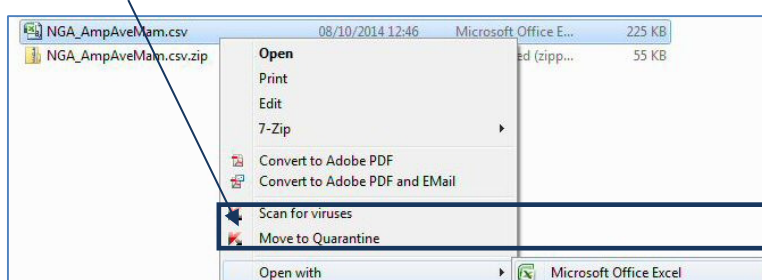 NGA_AmpAveMam.csv 08/10/2014 12:46 Microsoft Office E... 225 KB
NGA_AmpAveMam.csv.zip ed (zipp... 55 KB
Open
Print
Edit
7-Zip
Convert to Adobe PDF
Convert to Adobe PDF and EMail
Scan for viruses
Move to Quarantine
Open with Microsoft Office Excel